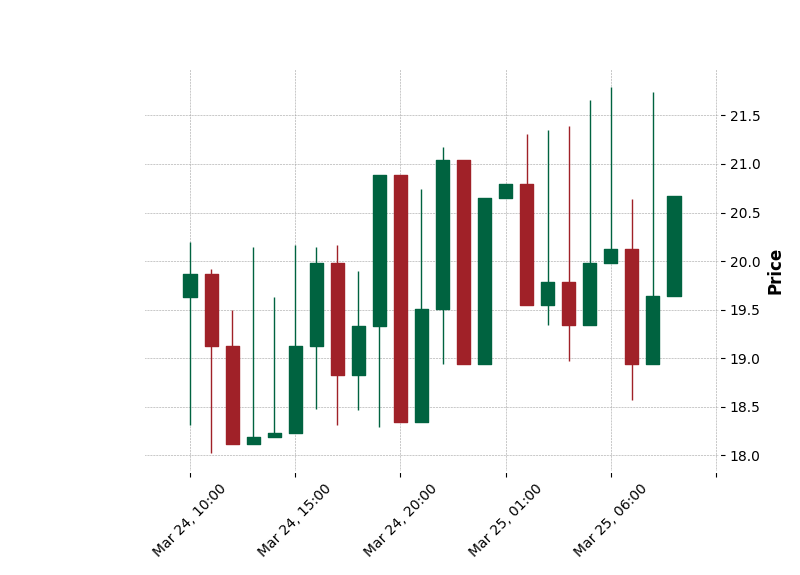 21.5
21.0
20.5
20.0
19.5
19.0
18.5
18.0
Price
Mar 24, 10:00
Mar 24, 15:00
Mar 24, 20:00
Mar 25, 01:00
Mar 25, 06:00